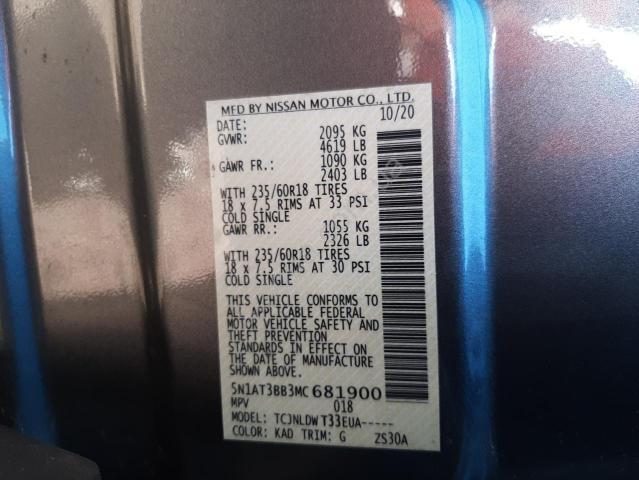 MFD BY NISSAN MOTOR CO., LTD.
DATE: 10/20
GVWR: 2095 KG
4619 LB
GAWR FR.: 1090 KG
2403 LB
WITH 235/60R18 TIRES
18 x 7.5 RIMS AT 33 PSI
COLD SINGLE
GAWR RR.: 1055 KG
2326 LB
WITH 235/60R18 TIRES
18 x 7.5 RIMS AT 30 PSI
COLD SINGLE
THIS VEHICLE CONFORMS TO
ALL APPLICABLE FEDERAL
MOTOR VEHICLE SAFETY AND
THEFT PREVENTION
STANDARDS IN EFFECT ON
THE DATE OF MANUFACTURE
SHOWN ABOVE.
5N1AT3BB3MC681900
MPV 018
MODEL: TCJNLDWT33EUA-----
COLOR: KAD TRIM: G ZS30A